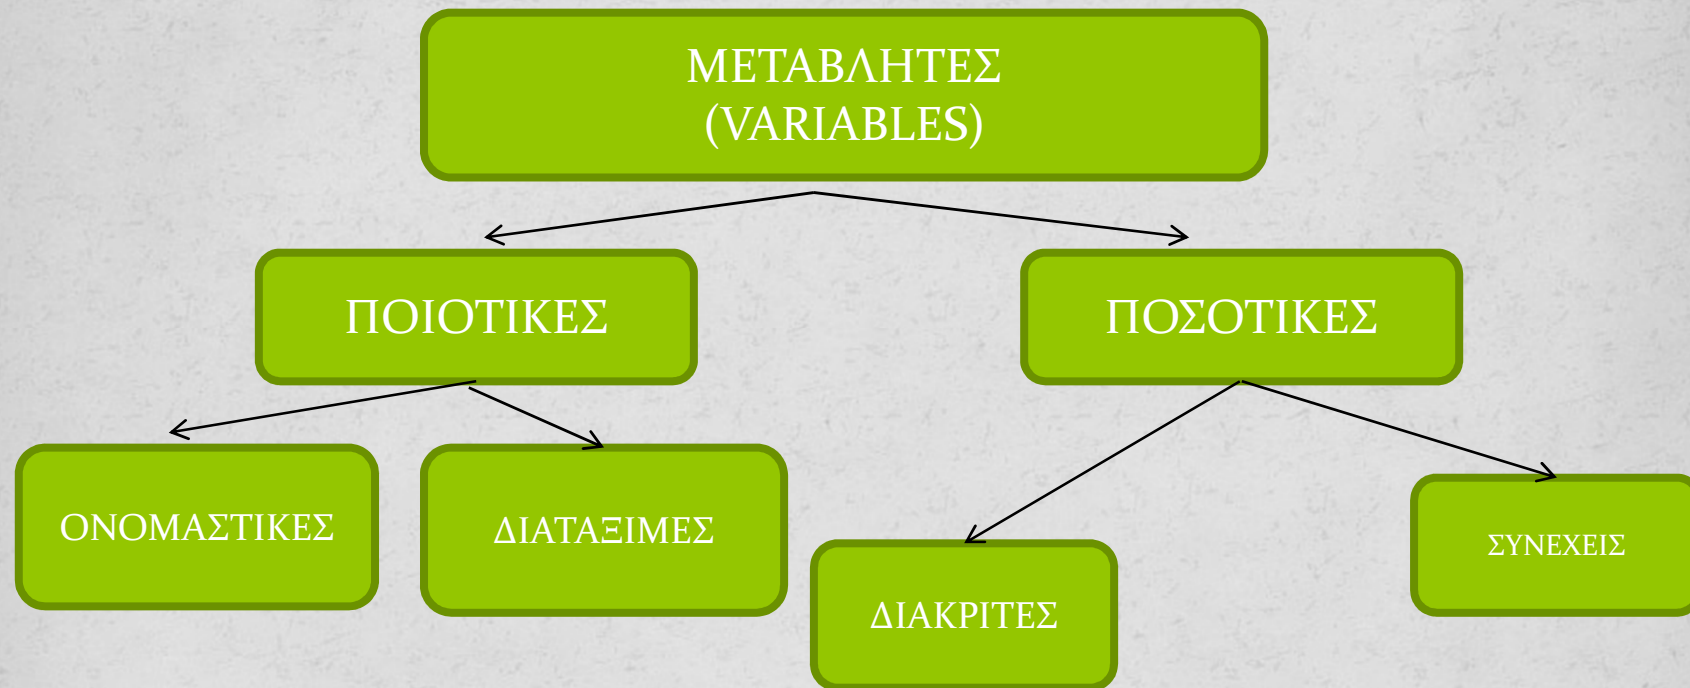 ΜΕΤΑΒΛΗΤΕΣ
(VARIABLES)
ΠΟΙΟΤΙΚΕΣ
ΠΟΣΟΤΙΚΕΣ
ΟΝΟΜΑΣΤΙΚΕΣ
ΔΙΑΤΑΞΙΜΕΣ
ΔΙΑΚΡΙΤΕΣ
ΣΥΝΕΧΕΙΣ